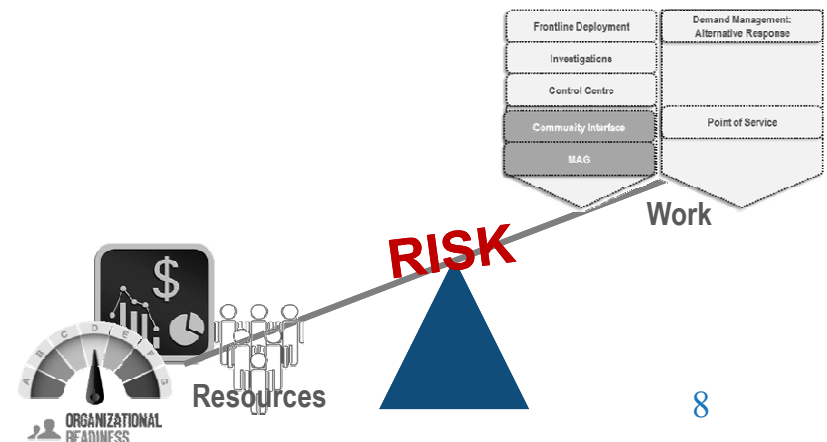 Frontline Deployment
Investigations
Control Centre
Community Interface
MAG
Demand Management:
Alternative Response
Point of Service
Work
RISK
$
A B C D E F G
Resources
ORGANIZATIONAL
READINESS
8